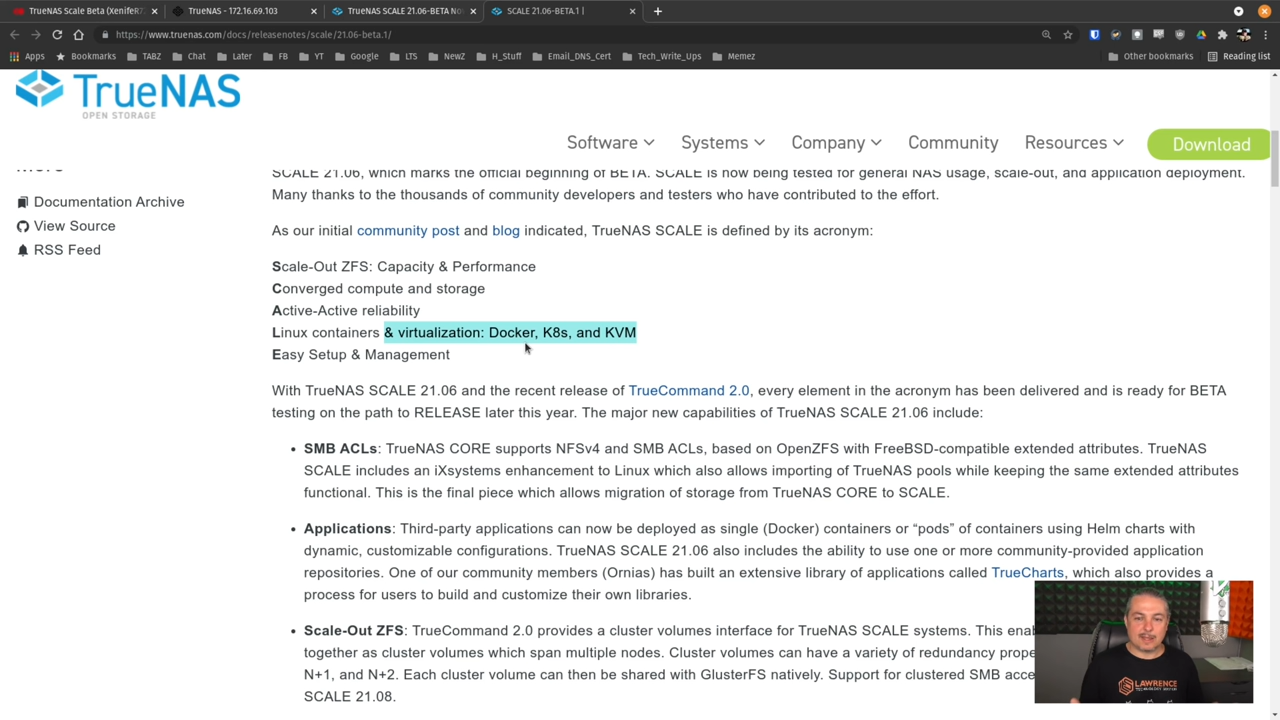 TrueNAS Scale Beta (XenifeR7
TrueNAS - 172.16.69.103
TrueNAS SCALE 21.06-BETA No
SCALE 21.06-BETA.1 |
https://www.truenas.com/docs/releasenotes/scale/21.06-beta.1/
Apps Bookmarks TABZ Chat Later FB YT Google LTS NewZ H_Stuff Email_DNS_Cert Tech_Write_Ups Memez Other bookmarks Reading list
TrueNAS
OPEN STORAGE
Software Systems Company Community Resources Download
Documentation Archive
View Source
RSS Feed
SCALE 21.06, which marks the official beginning of BETA. SCALE is now being tested for general NAS usage, scale-out, and application deployment.
Many thanks to the thousands of community developers and testers who have contributed to the effort.
As our initial community post and blog indicated, TrueNAS SCALE is defined by its acronym:
Scale-Out ZFS: Capacity & Performance
Converged compute and storage
Active-Active reliability
Linux containers & virtualization: Docker, K8s, and KVM
Easy Setup & Management
With TrueNAS SCALE 21.06 and the recent release of TrueCommand 2.0, every element in the acronym has been delivered and is ready for BETA
testing on the path to RELEASE later this year. The major new capabilities of TrueNAS SCALE 21.06 include:
• SMB ACLs: TrueNAS CORE supports NFSv4 and SMB ACLs, based on OpenZFS with FreeBSD-compatible extended attributes. TrueNAS
SCALE includes an iXsystems enhancement to Linux which also allows importing of TrueNAS pools while keeping the same extended attributes
functional. This is the final piece which allows migration of storage from TrueNAS CORE to SCALE.
• Applications: Third-party applications can now be deployed as single (Docker) containers or “pods” of containers using Helm charts with
dynamic, customizable configurations. TrueNAS SCALE 21.06 also includes the ability to use one or more community-provided application
repositories. One of our community members (Ornias) has built an extensive library of applications called TrueCharts, which also provides a
process for users to build and customize their own libraries.
• Scale-Out ZFS: TrueCommand 2.0 provides a cluster volumes interface for TrueNAS SCALE systems. This enab
together as cluster volumes which span multiple nodes. Cluster volumes can have a variety of redundancy prope
N+1, and N+2. Each cluster volume can then be shared with GlusterFS natively. Support for clustered SMB acce
SCALE 21.08.
LAWRENCE